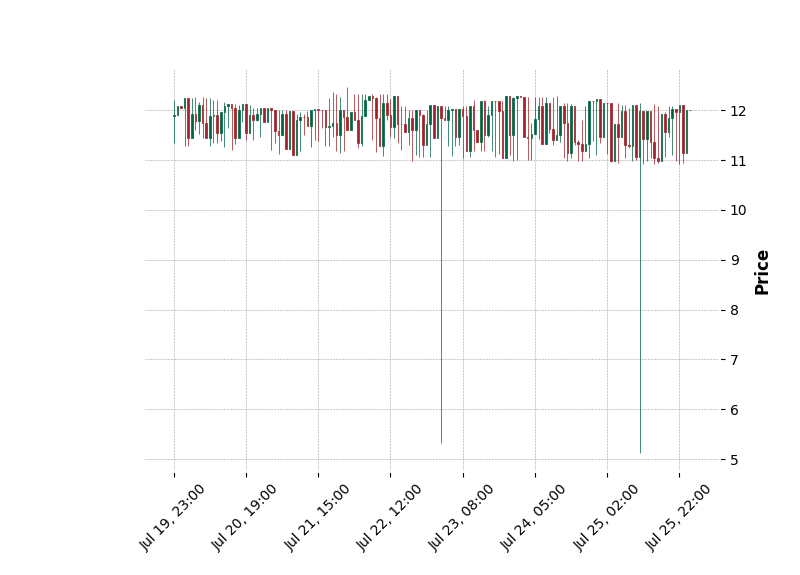 12
11
10
9
8
7
6
5
Price
Jul 19, 23:00
Jul 20, 19:00
Jul 21, 15:00
Jul 22, 12:00
Jul 23, 08:00
Jul 24, 05:00
Jul 25, 02:00
Jul 25, 22:00